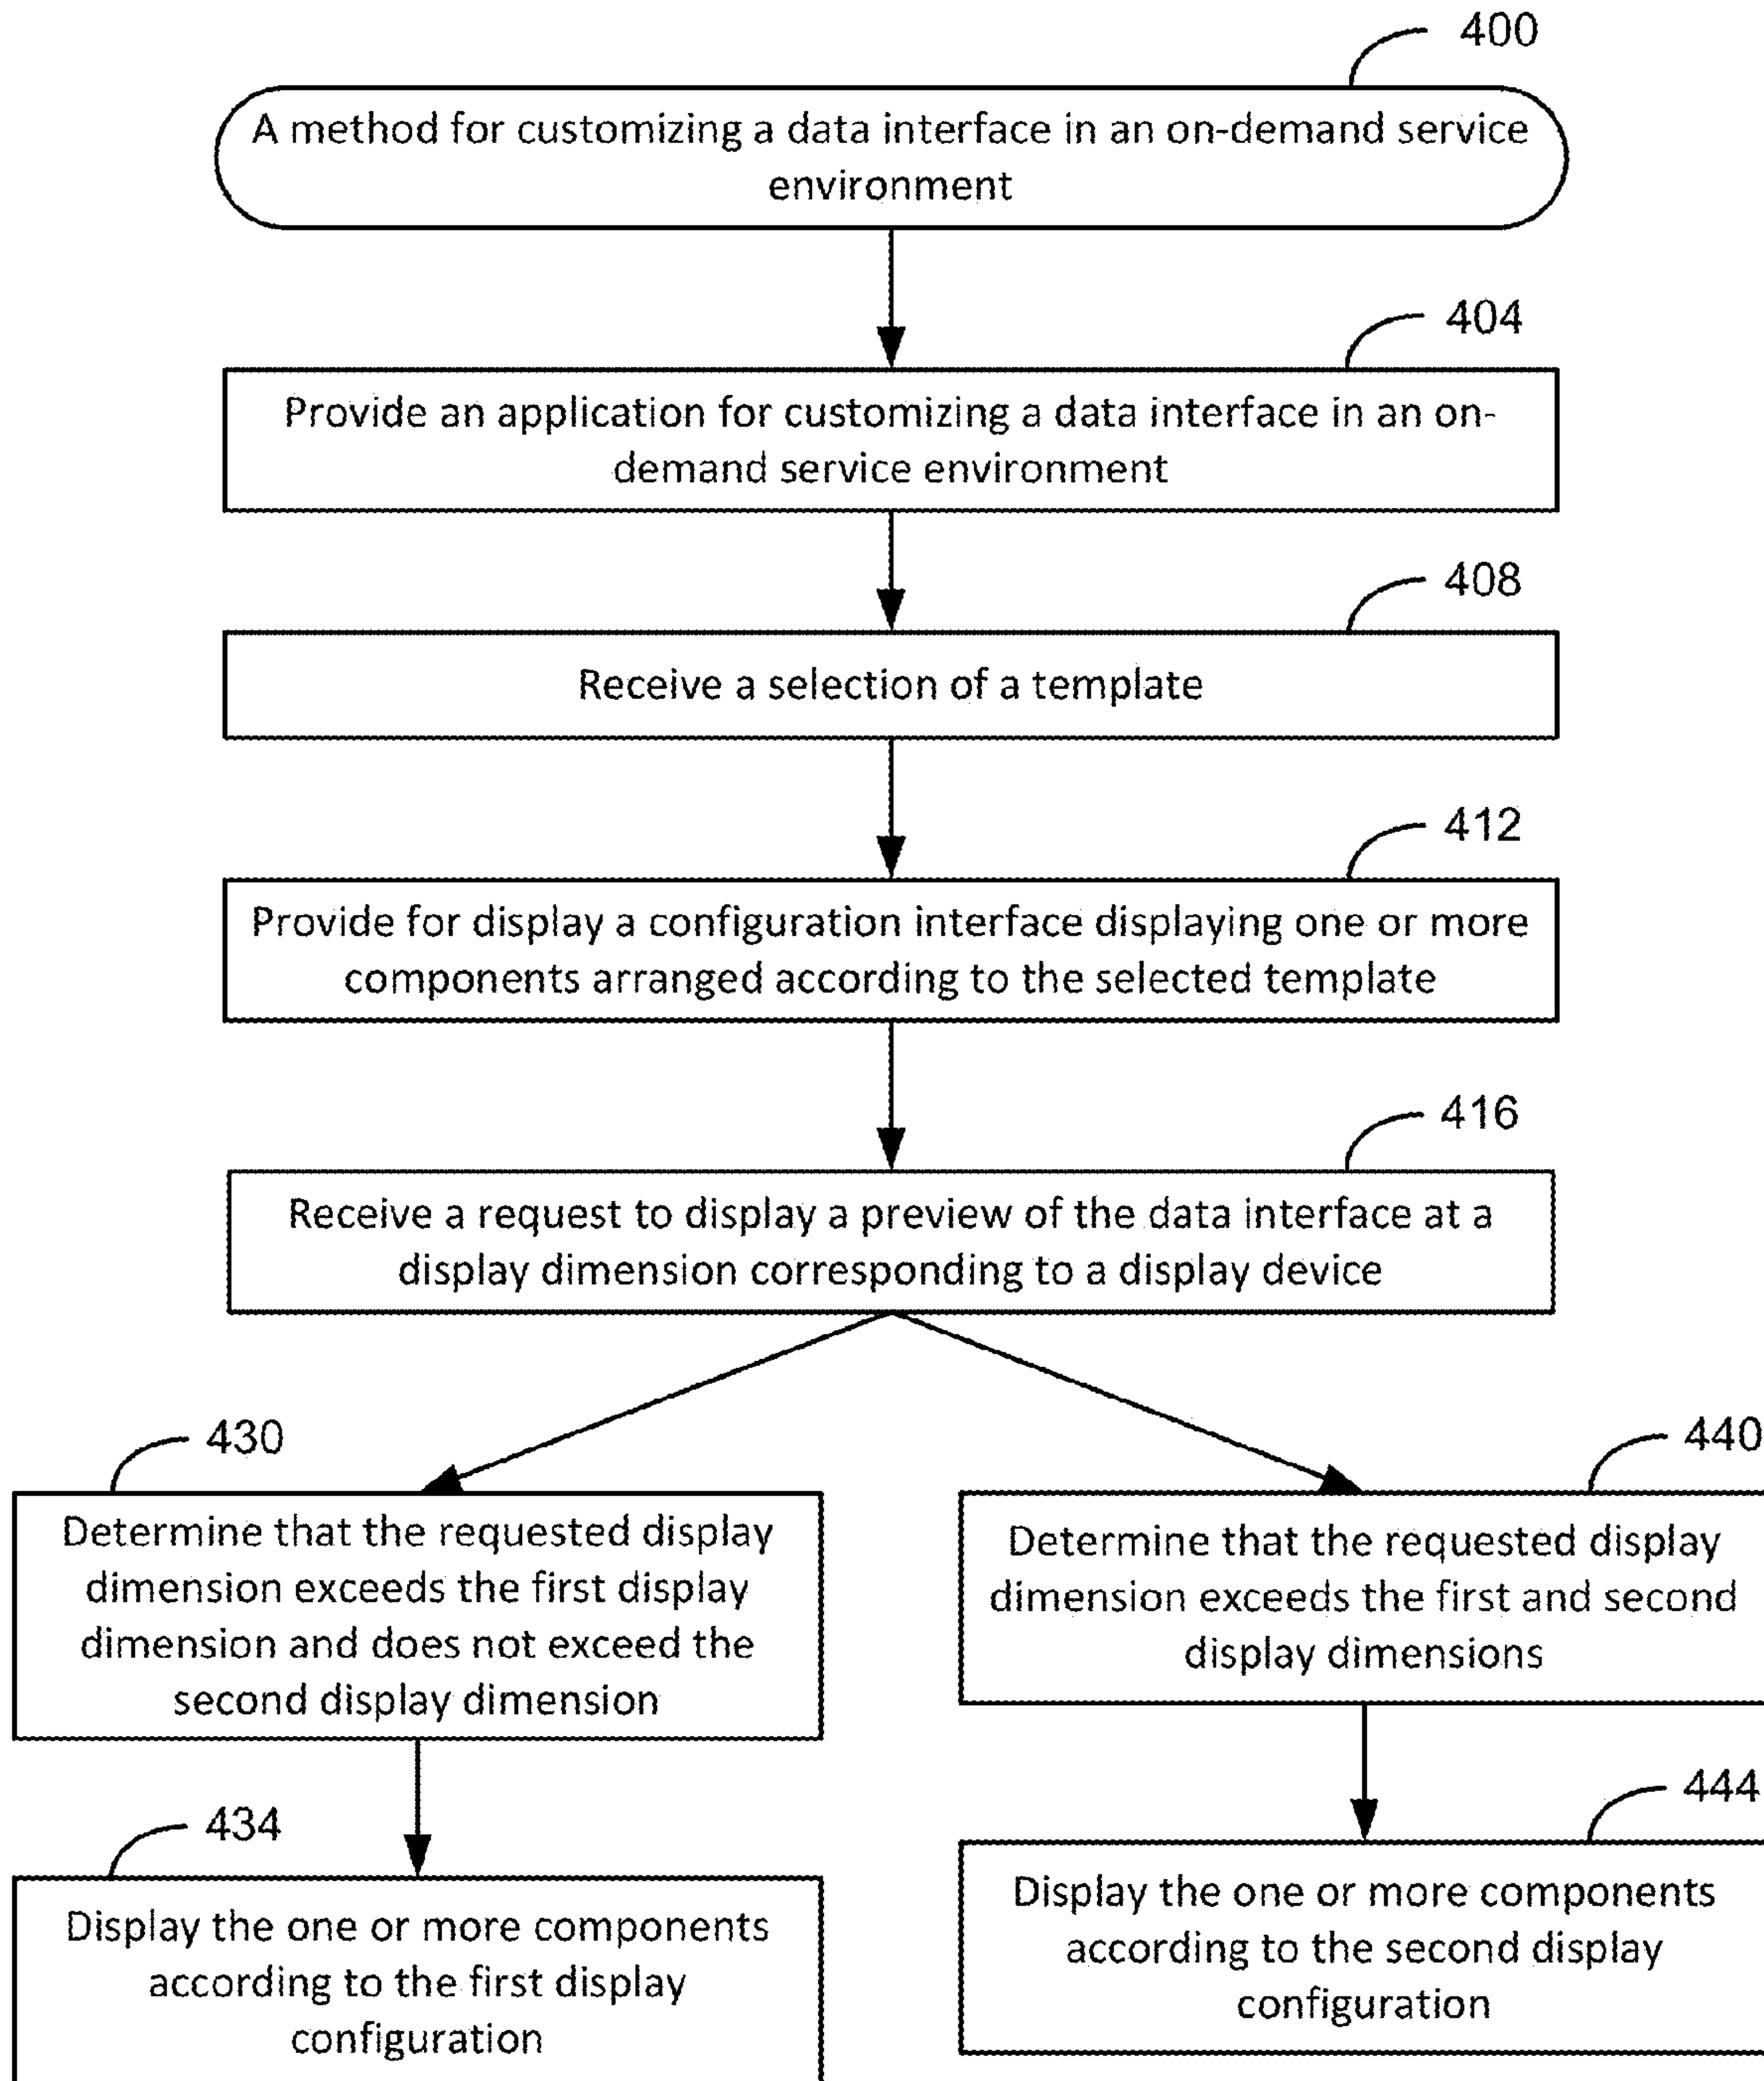 400
A method for customizing a data interface in an on-demand service
environment
404
Provide an application for customizing a data interface in an on-
demand service environment
408
Receive a selection of a template
412
Provide for display a configuration interface displaying one or more
components arranged according to the selected template
416
Receive a request to display a preview of the data interface at a
display dimension corresponding to a display device
430
Determine that the requested display
dimension exceeds the first display
dimension and does not exceed the
second display dimension
440
Determine that the requested display
dimension exceeds the first and second
display dimensions
434
Display the one or more components
according to the first display
configuration
444
Display the one or more components
according to the second display
configuration